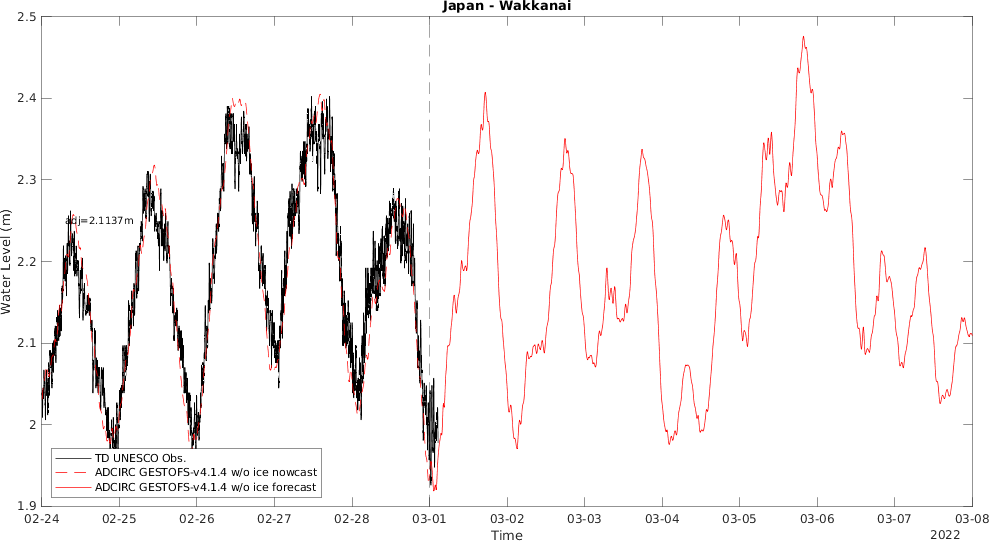 Japan - Wakkanai
2.5
2.4
2.3
2.2
2.1
2
1.9
Water Level (m)
adj=2.1137m
TD UNESCO Obs.
ADCIRC GESTOFS-v4.1.4 w/o ice nowcast
ADCIRC GESTOFS-v4.1.4 w/o ice forecast
02-24 02-25 02-26 02-27 02-28 03-01 03-02 03-03 03-04 03-05 03-06 03-07 03-08
Time
2022